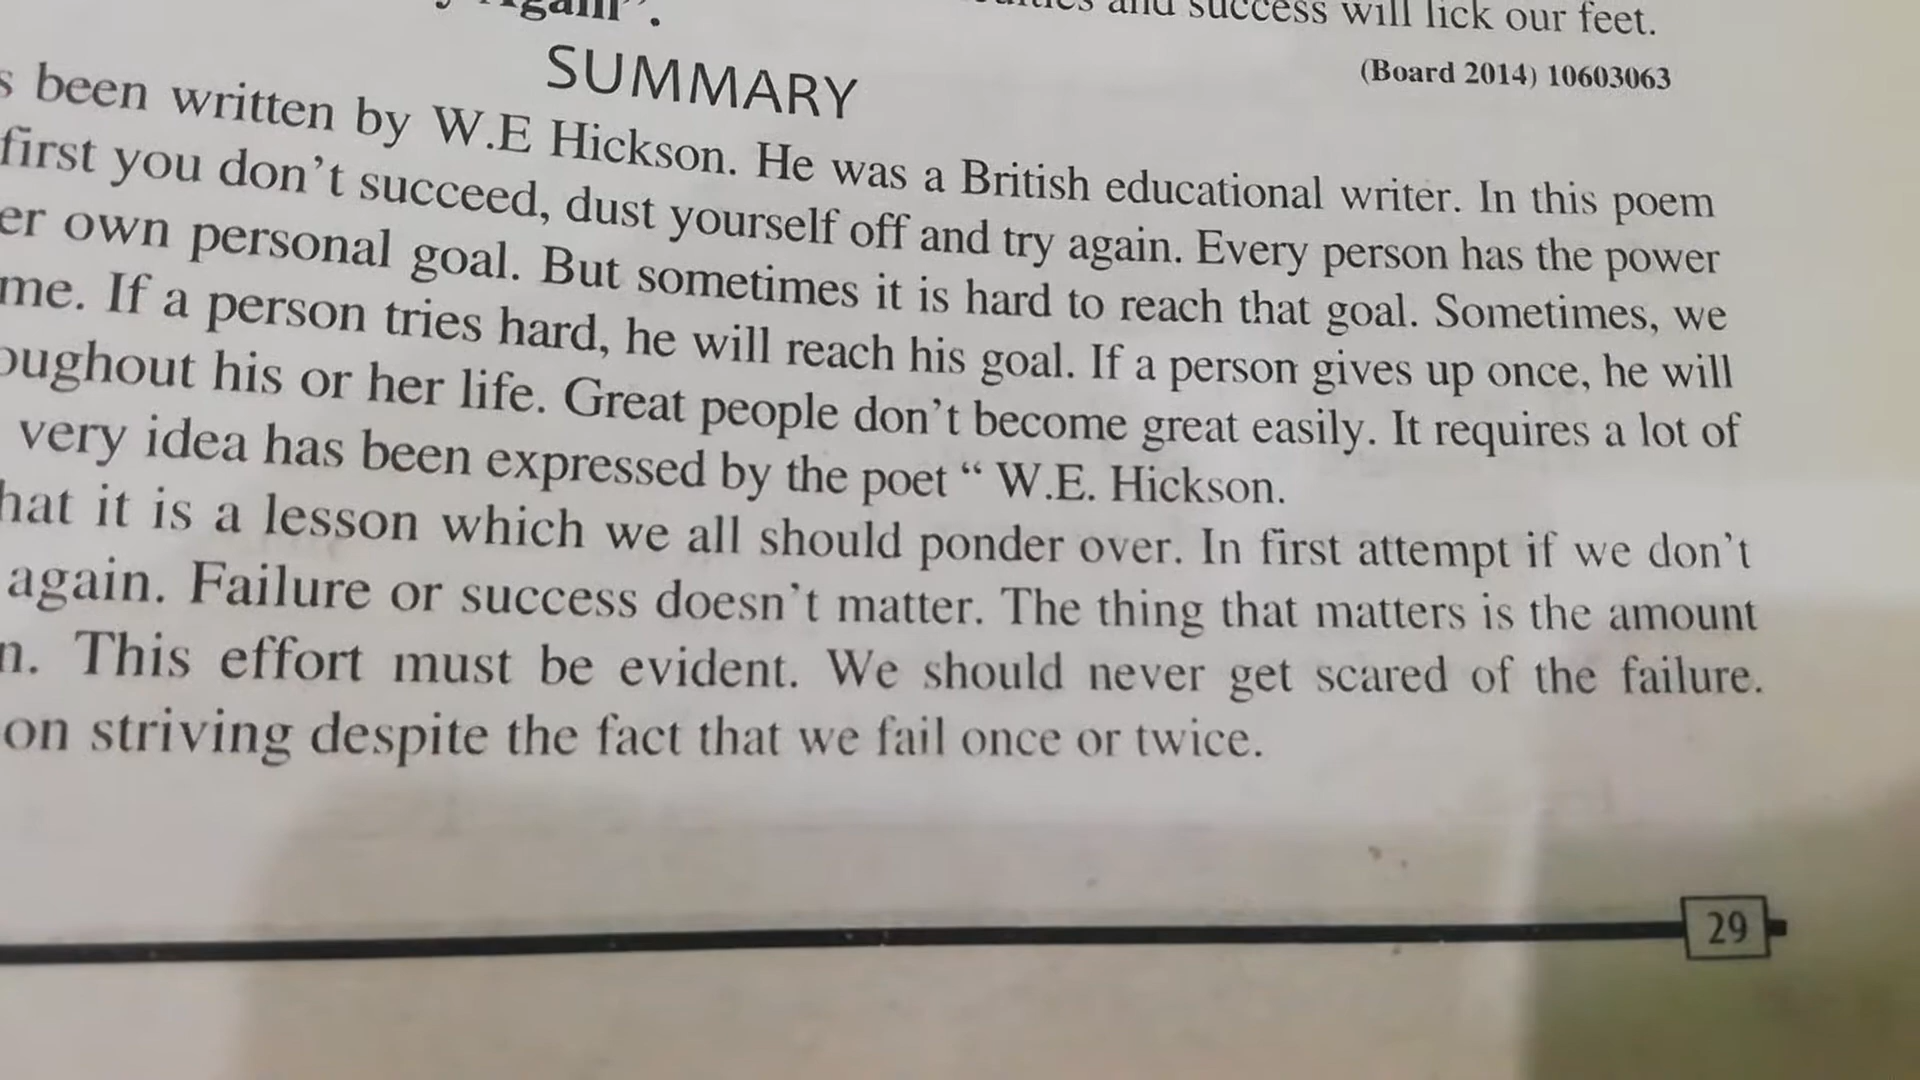 Again".
and success will lick our feet.
(Board 2014) 10603063
SUMMARY
been written by W.E Hickson. He was a British educational writer. In this poem
first you don't succeed, dust yourself off and try again. Every person has the power
own personal goal. But sometimes it is hard to reach that goal. Sometimes, we
me. If a person tries hard, he will reach his goal. If a person gives up once, he will
oughout his or her life. Great people don't become great easily. It requires a lot of
very idea has been expressed by the poet “ W.E. Hickson.
hat it is a lesson which we all should ponder over. In first attempt if we don't
again. Failure or success doesn't matter. The thing that matters is the amount
n. This effort must be evident. We should never get scared of the failure.
on striving despite the fact that we fail once or twice.
29